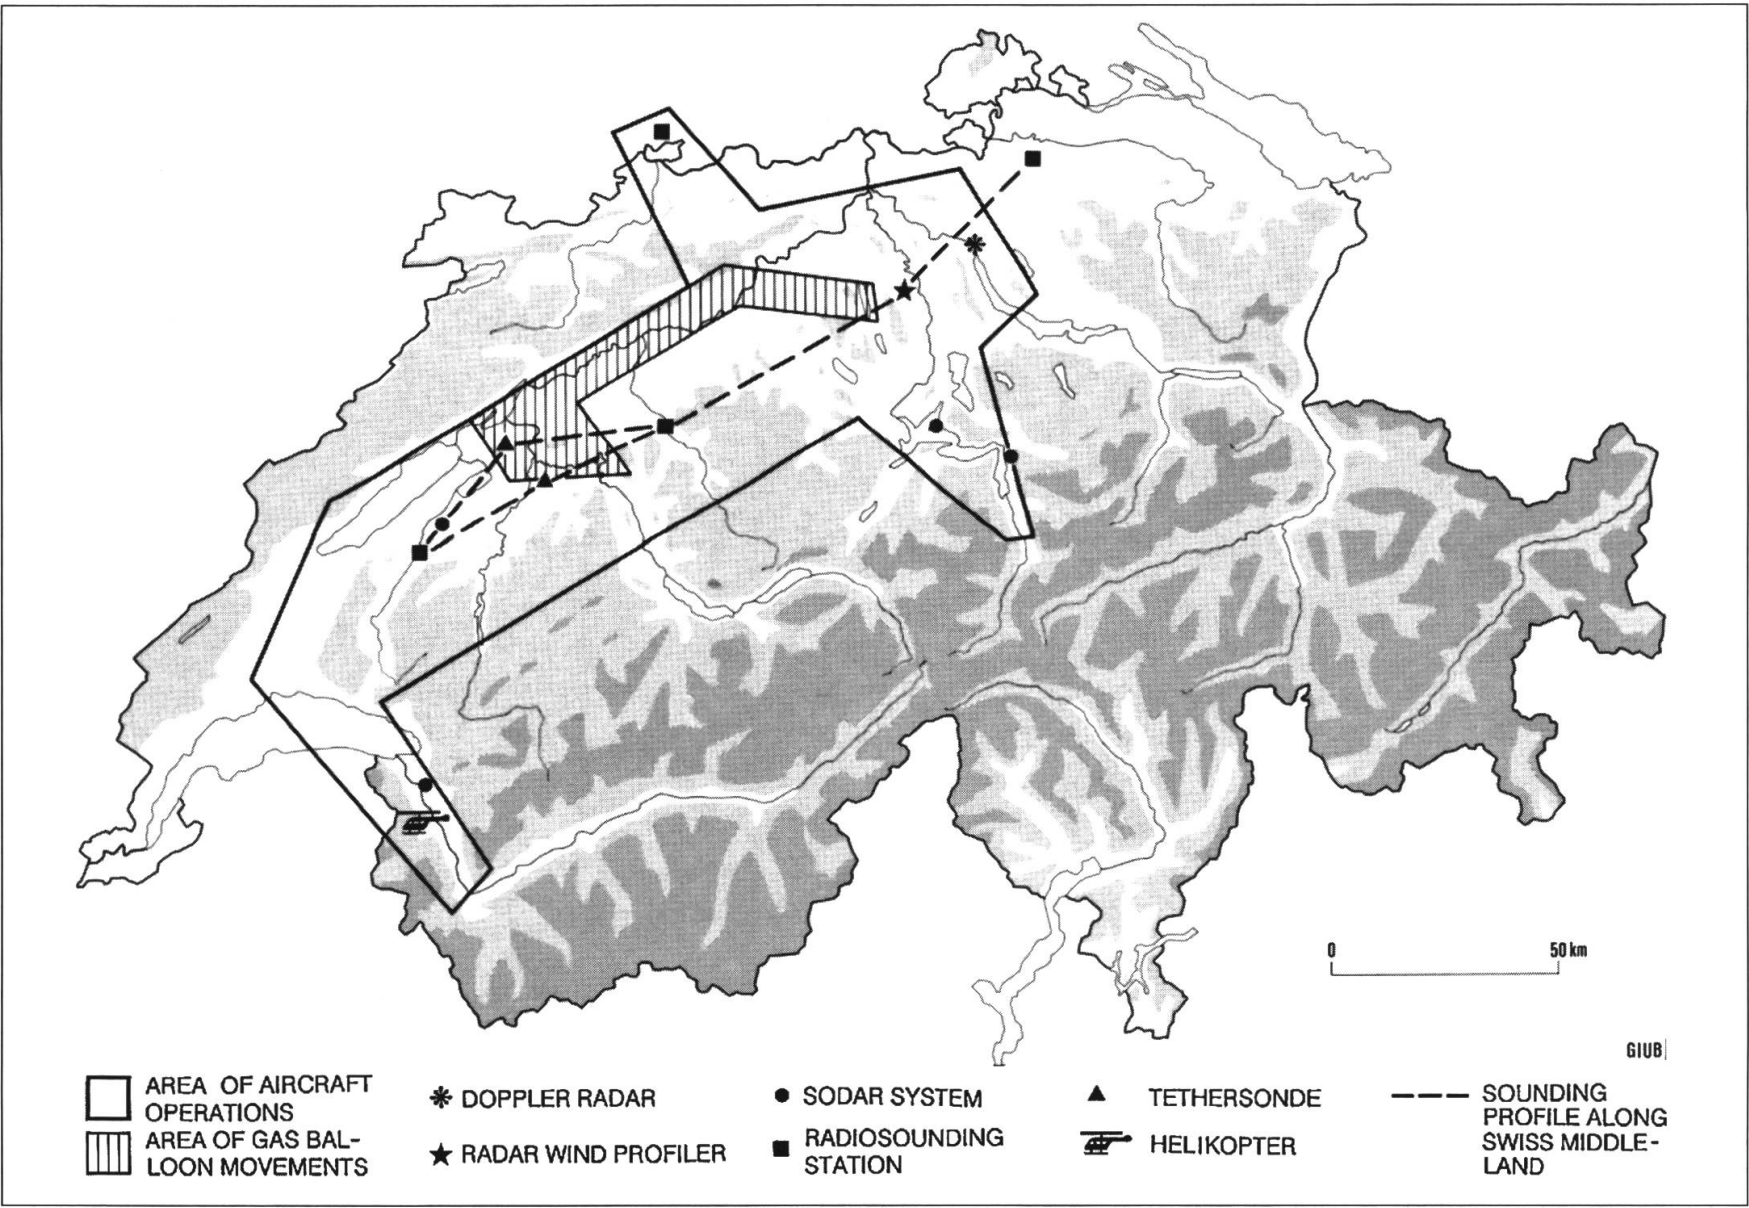 0 50 km
GIUB
AREA OF AIRCRAFT
OPERATIONS
AREA OF GAS BAL-
LOON MOVEMENTS
DOPPLER RADAR
RADAR WIND PROFILER
SODAR SYSTEM
RADIOSOUNDING
STATION
TETHERSONDE
HELIKOPTER
SOUNDING
PROFILE ALONG
SWISS MIDDLE-
LAND